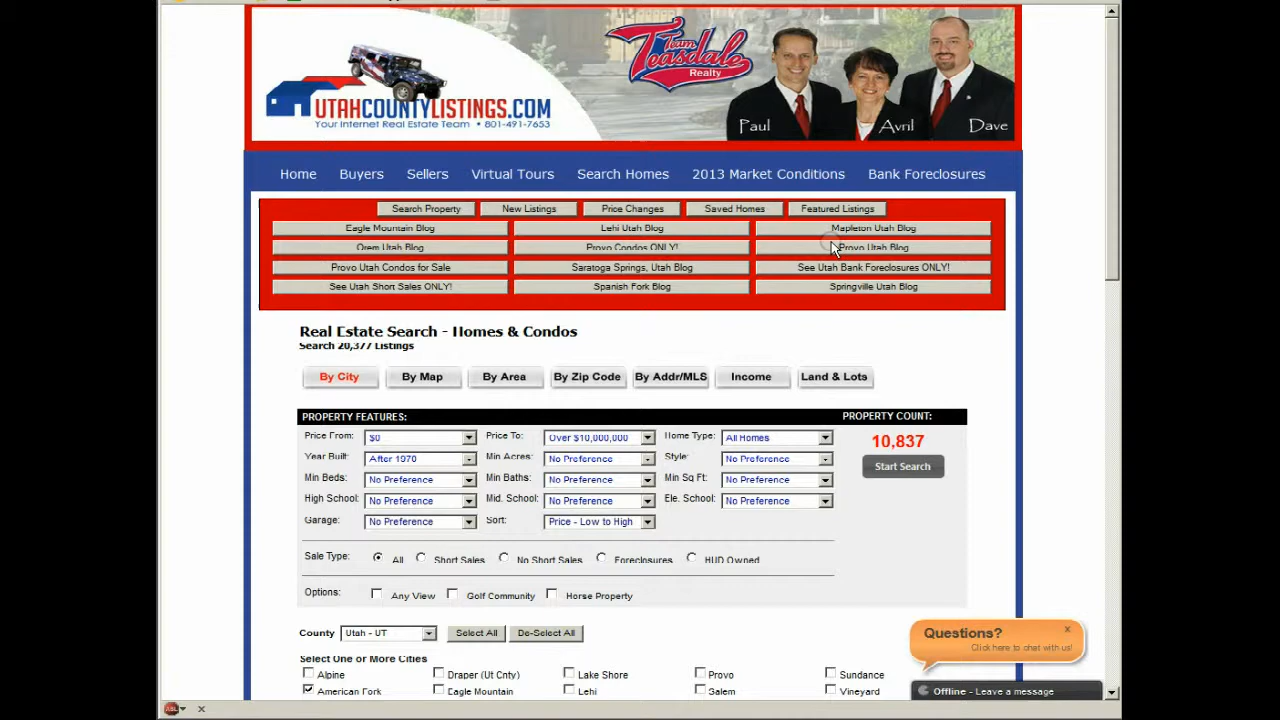 Team
Teasdale
Realty
UTAHCOUNTYLISTINGS.COM
Your Internet Real Estate Team • 801-491-7653
Paul Avril Dave
Home Buyers Sellers Virtual Tours Search Homes 2013 Market Conditions Bank Foreclosures
Search Property New Listings Price Changes Saved Homes Featured Listings
Eagle Mountain Blog Lehi Utah Blog Mapleton Utah Blog
Orem Utah Blog Provo Condos ONLY! Provo Utah Blog
Provo Utah Condos for Sale Saratoga Springs, Utah Blog See Utah Bank Foreclosures ONLY!
See Utah Short Sales ONLY! Spanish Fork Blog Springville Utah Blog
Real Estate Search - Homes & Condos
Search 20,377 Listings
By City By Map By Area By Zip Code By Addr/MLS Income Land & Lots
PROPERTY FEATURES: PROPERTY COUNT:
Price From: $0 Price To: Over $10,000,000 Home Type: All Homes 10,837
Year Built: After 1970 Min Acres: No Preference Style: No Preference Start Search
Min Beds: No Preference Min Baths: No Preference Min Sq Ft: No Preference
High School: No Preference Mid. School: No Preference Ele. School: No Preference
Garage: No Preference Sort: Price - Low to High
Sale Type: All Short Sales No Short Sales Foreclosures HUD Owned
Options: Any View Golf Community Horse Property
County Utah - UT Select All De-Select All
Questions?
Click here to chat with us!
x
Select One or More Cities
Alpine Draper (Ut Cnty) Lake Shore Provo Sundance
American Fork Eagle Mountain Lehi Salem Vineyard
Offline - Leave a message
ABL x